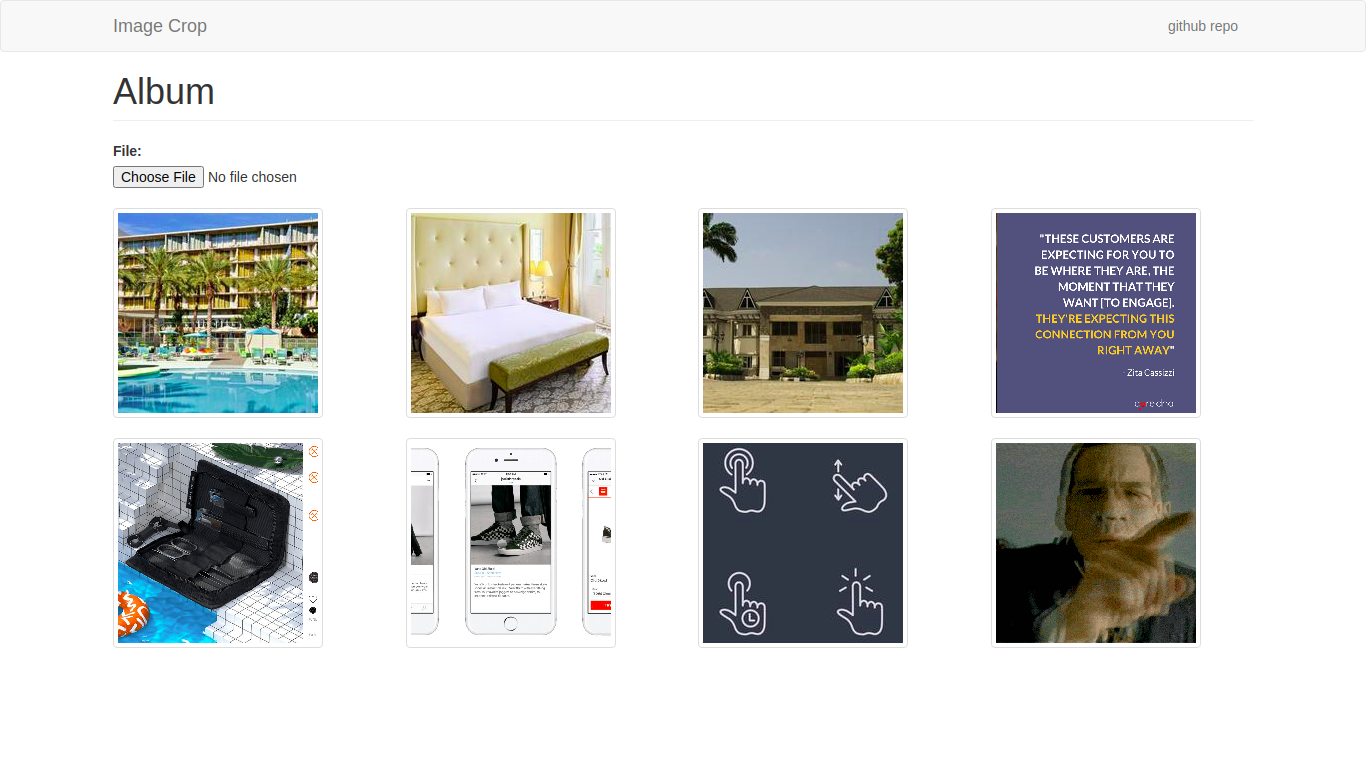 Image Crop
github repo
Album
File:
Choose File No file chosen
"THESE CUSTOMERS ARE
EXPECTING FOR YOU TO
BE WHERE THEY ARE, THE
MOMENT THAT THEY
WANT [TO ENGAGE].
THEY'RE EXPECTING THIS
CONNECTION FROM YOU
RIGHT AWAY"
- Zita Cassizzi